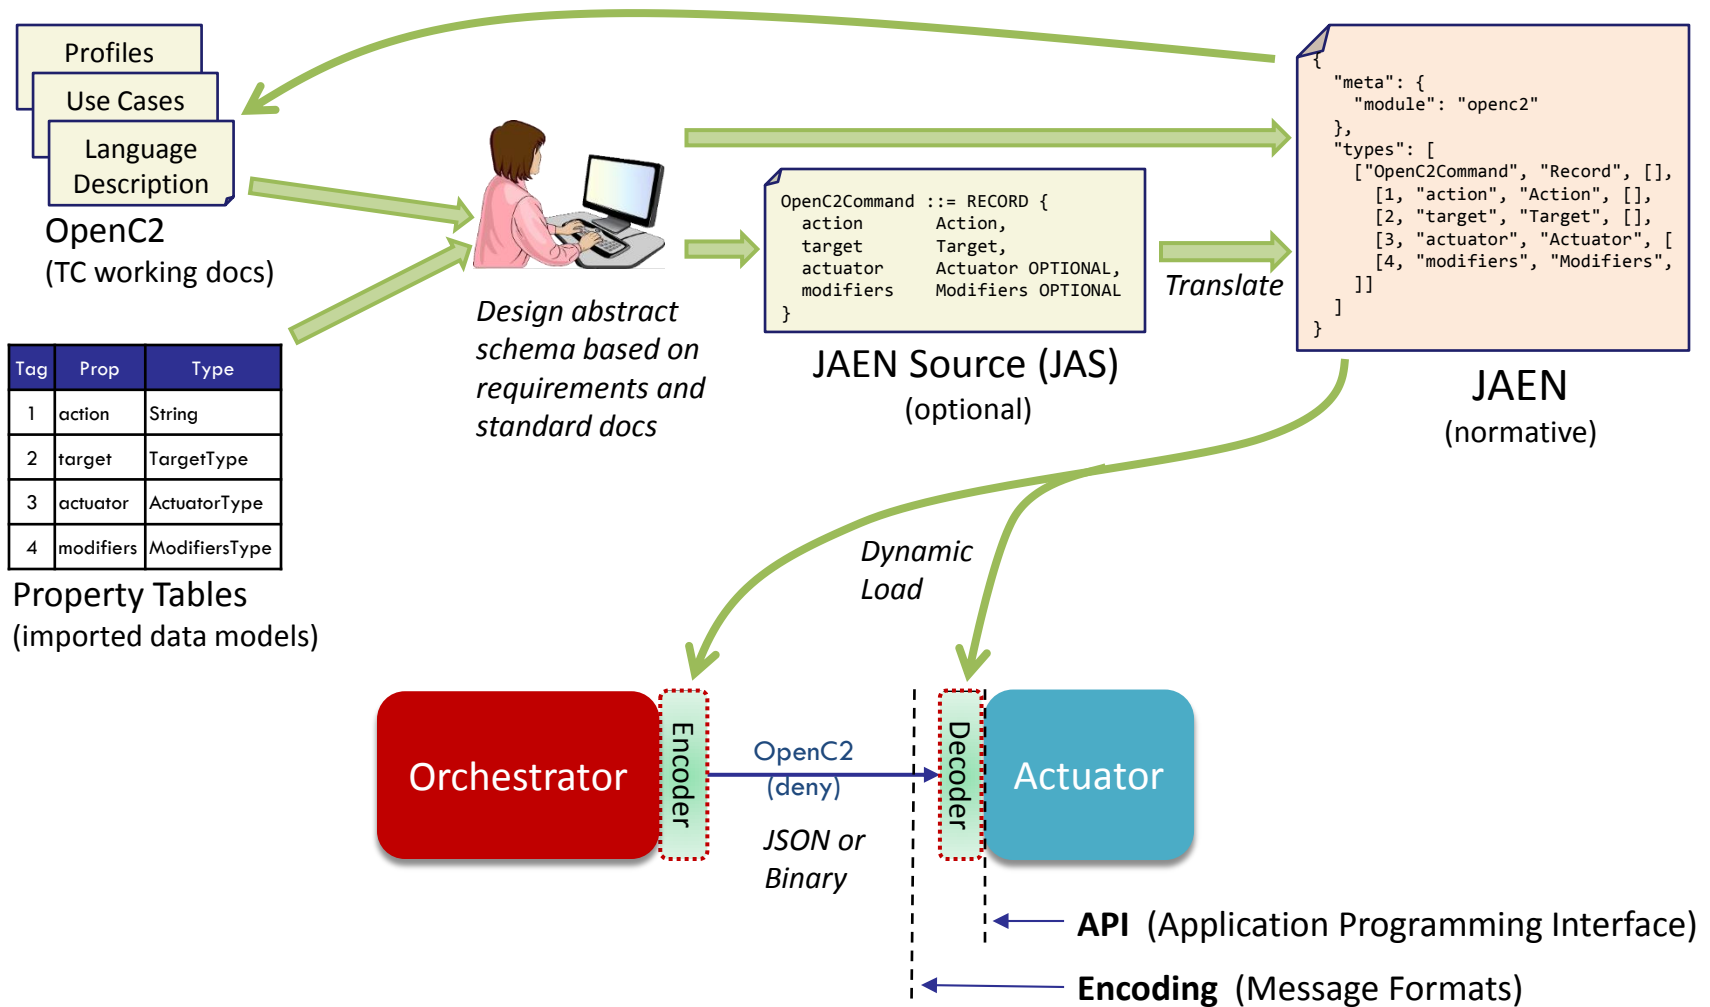 Profiles
Use Cases
Language
Description
OpenC2
(TC working docs)
Tag Prop Type
1 action String
2 target TargetType
3 actuator ActuatorType
4 modifiers ModifiersType
Property Tables
(imported data models)
Design abstract
schema based on
requirements and
standard docs
OpenC2Command ::= RECORD {
  action        Action,
  target        Target,
  actuator      Actuator OPTIONAL,
  modifiers     Modifiers OPTIONAL
}
JAEN Source (JAS)
(optional)
Translate
{
  "meta": {
    "module": "openc2"
  },
  "types": [
    ["OpenC2Command", "Record", [],
      [1, "action", "Action", [],
      [2, "target", "Target", [],
      [3, "actuator", "Actuator", [
      [4, "modifiers", "Modifiers",
    ]]
  ]
}
JAEN
(normative)
Dynamic
Load
Orchestrator
Encoder
OpenC2
(deny)
JSON or
Binary
Decoder
Actuator
API (Application Programming Interface)
Encoding (Message Formats)